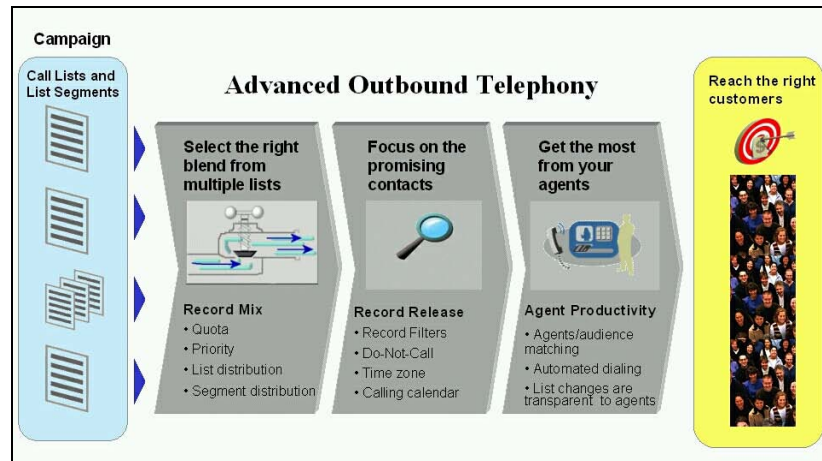 Campaign
Call Lists and
List Segments
Advanced Outbound Telephony
Select the right
blend from
multiple lists
Record Mix
• Quota
• Priority
• List distribution
• Segment distribution
Focus on the
promising
contacts
Record Release
• Record Filters
• Do-Not-Call
• Time zone
• Calling calendar
Get the most
from your
agents
Agent Productivity
• Agents/audience
matching
• Automated dialing
• List changes are
transparent to agents
Reach the right
customers
$